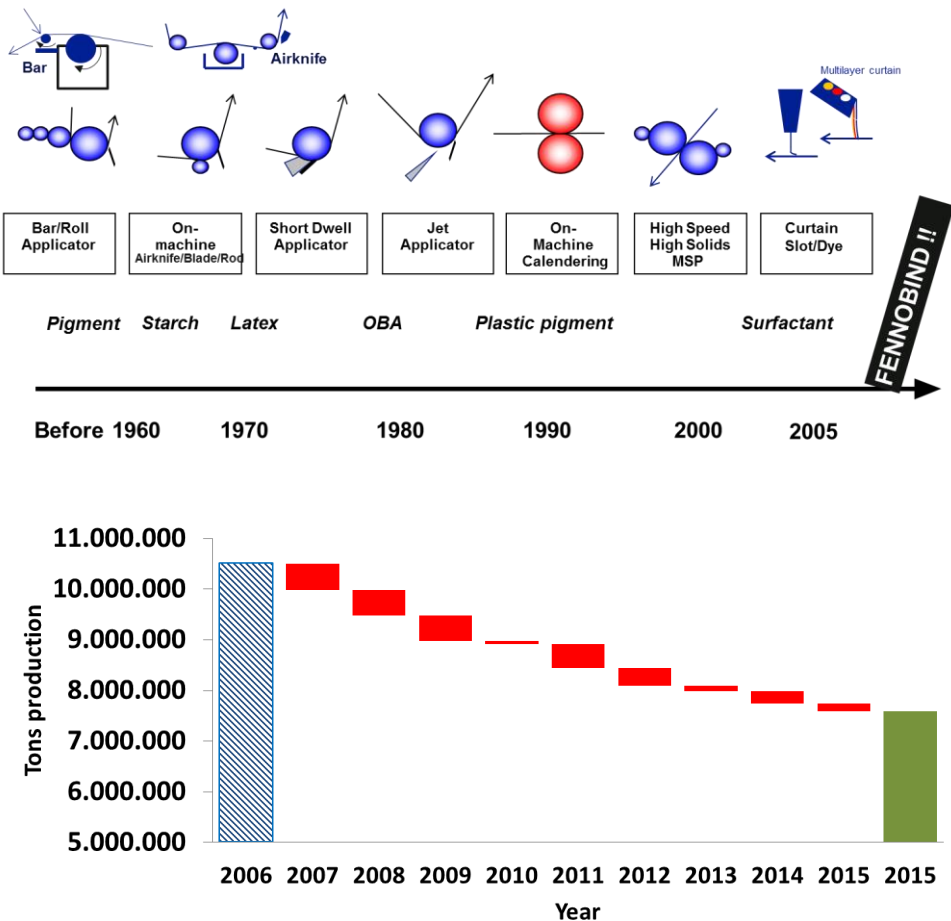 Bar
Airknife
Multilayer curtain
Bar/Roll
Applicator
On-
machine
Airknife/Blade/Rod
Short Dwell
Applicator
Jet
Applicator
On-
Machine
Calendering
High Speed
High Solids
MSP
Curtain
Slot/Dye
FENNOBIND !!
Pigment Starch Latex OBA Plastic pigment Surfactant
Before 1960 1970 1980 1990 2000 2005
Tons production
11.000.000
10.000.000
9.000.000
8.000.000
7.000.000
6.000.000
5.000.000
2006 2007 2008 2009 2010 2011 2012 2013 2014 2015 2015
Year